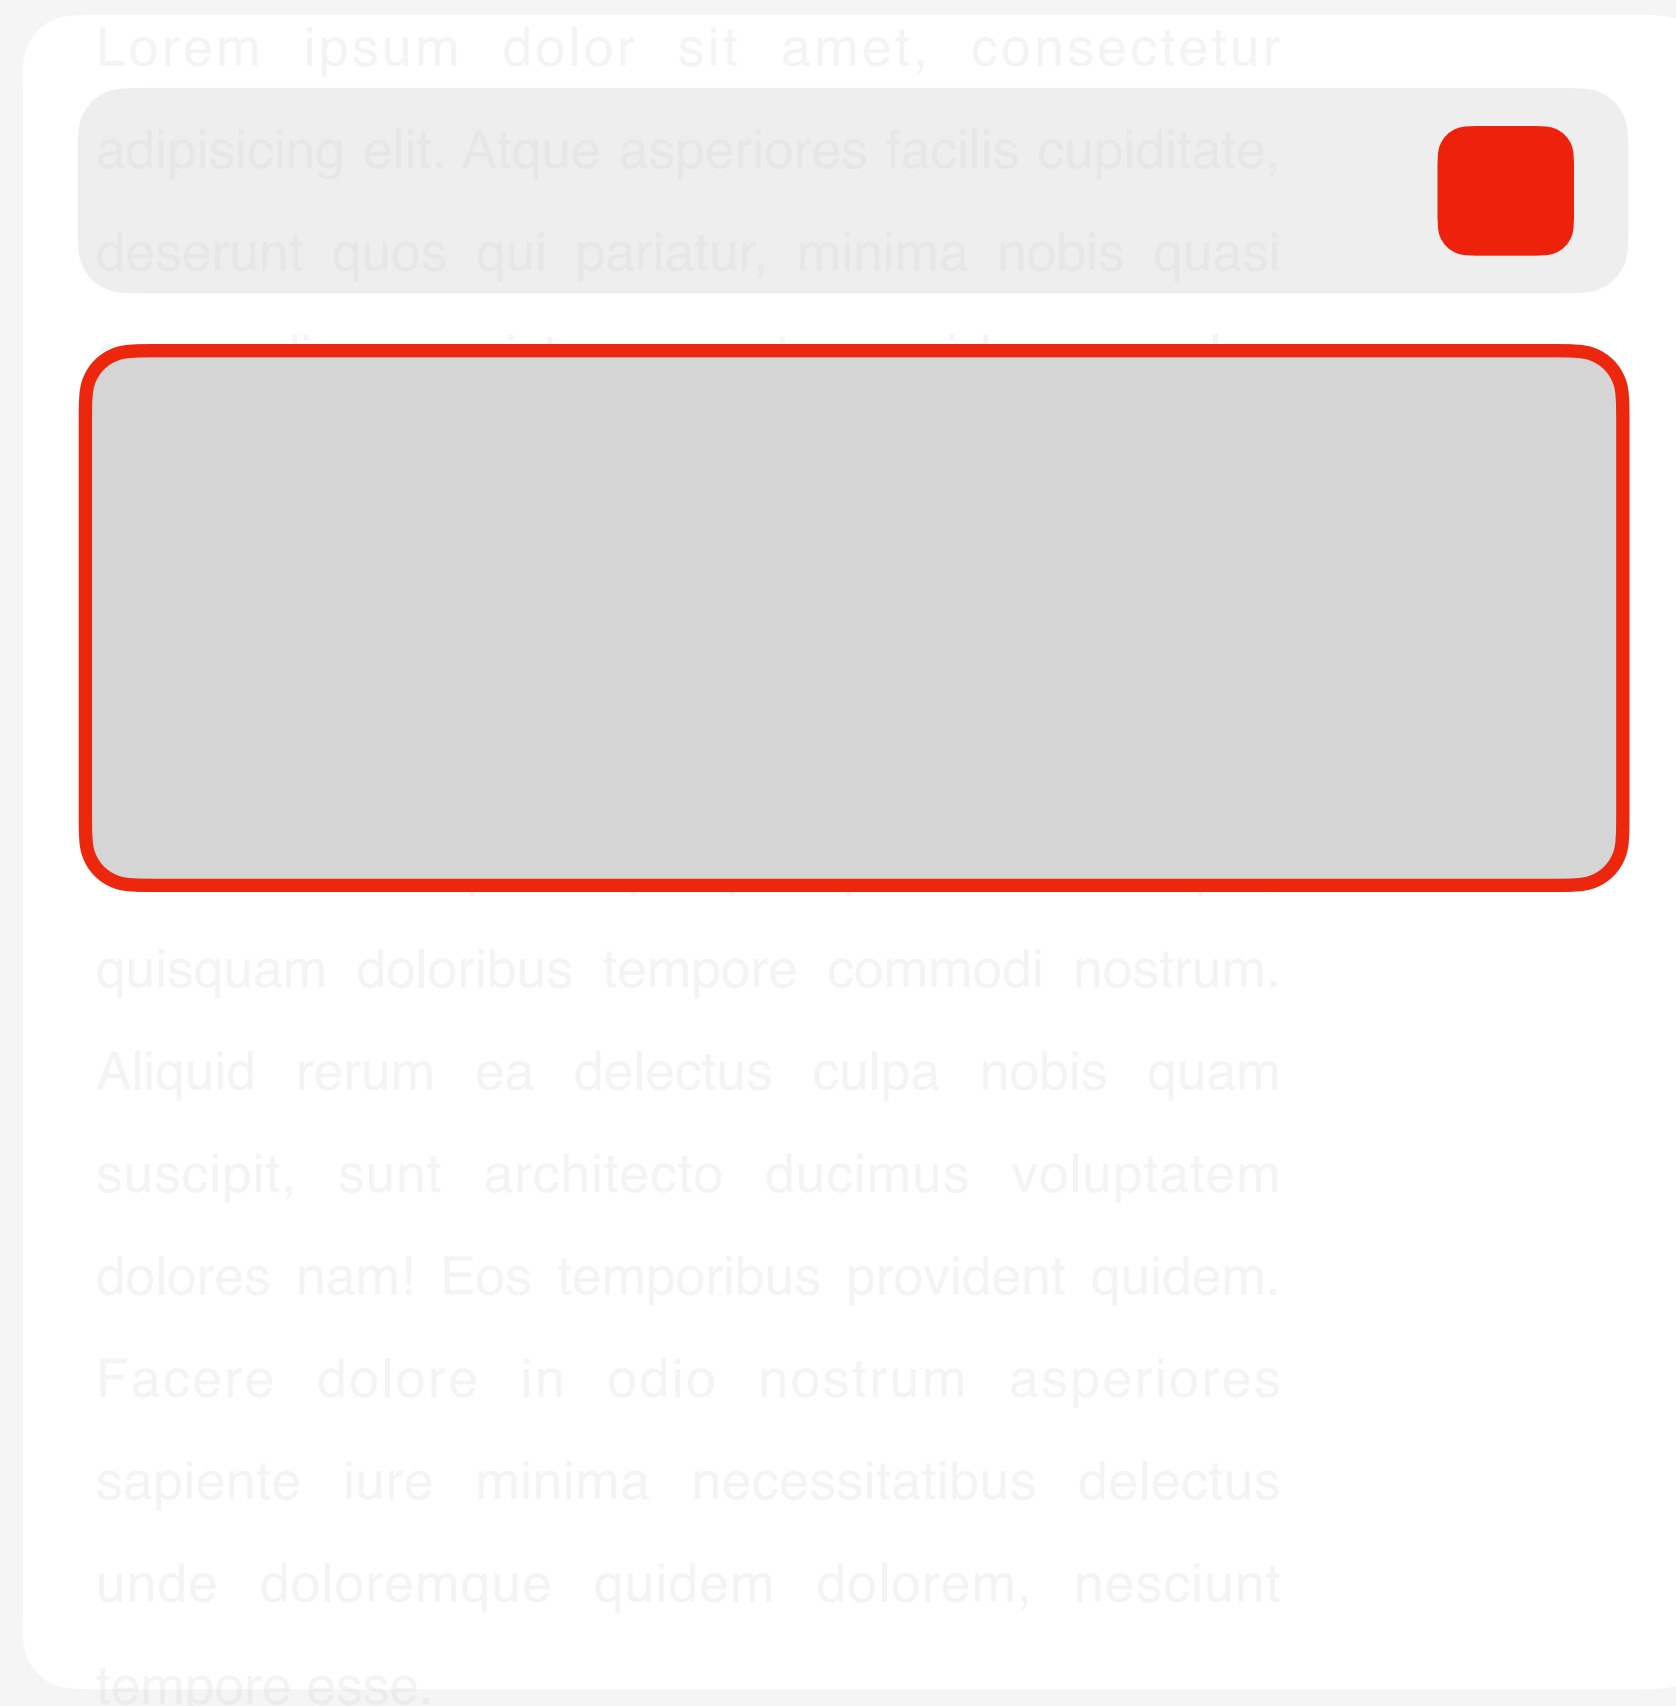 Lorem ipsum dolor sit amet, consectetur
adipisicing elit. Atque asperiores facilis cupiditate,
deserunt quos qui pariatur, minima nobis quasi
quisquam doloribus tempore commodi nostrum.
Aliquid rerum ea delectus culpa nobis quam
suscipit, sunt architecto ducimus voluptatem
dolores nam! Eos temporibus provident quidem.
Facere dolore in odio nostrum asperiores
sapiente iure minima necessitatibus delectus
unde doloremque quidem dolorem, nesciunt
tempore esse.